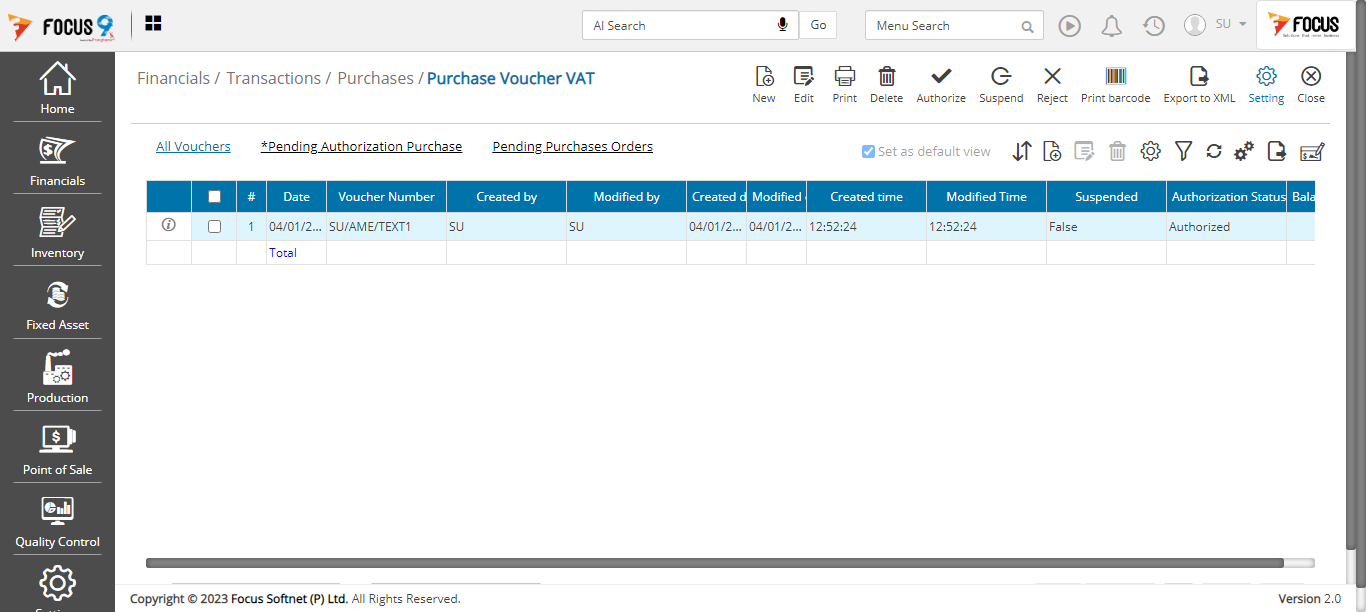 FOCUS 9
AI Search
Go
Menu Search
SU
FOCUS
Home
Financials
Inventory
Fixed Asset
Production
Point of Sale
Quality Control
Financials / Transactions / Purchases / Purchase Voucher VAT
New Edit Print Delete Authorize Suspend Reject Print barcode Export to XML Setting Close
All Vouchers *Pending Authorization Purchase Pending Purchases Orders Set as default view
# Date Voucher Number Created by Modified by Created d Modified Created time Modified Time Suspended Authorization Status Bala
1 04/01/2... SU/AME/TEXT1 SU SU 04/01/2... 04/01/2... 12:52:24 12:52:24 False Authorized
Total
Copyright © 2023 Focus Softnet (P) Ltd. All Rights Reserved. Version 2.0